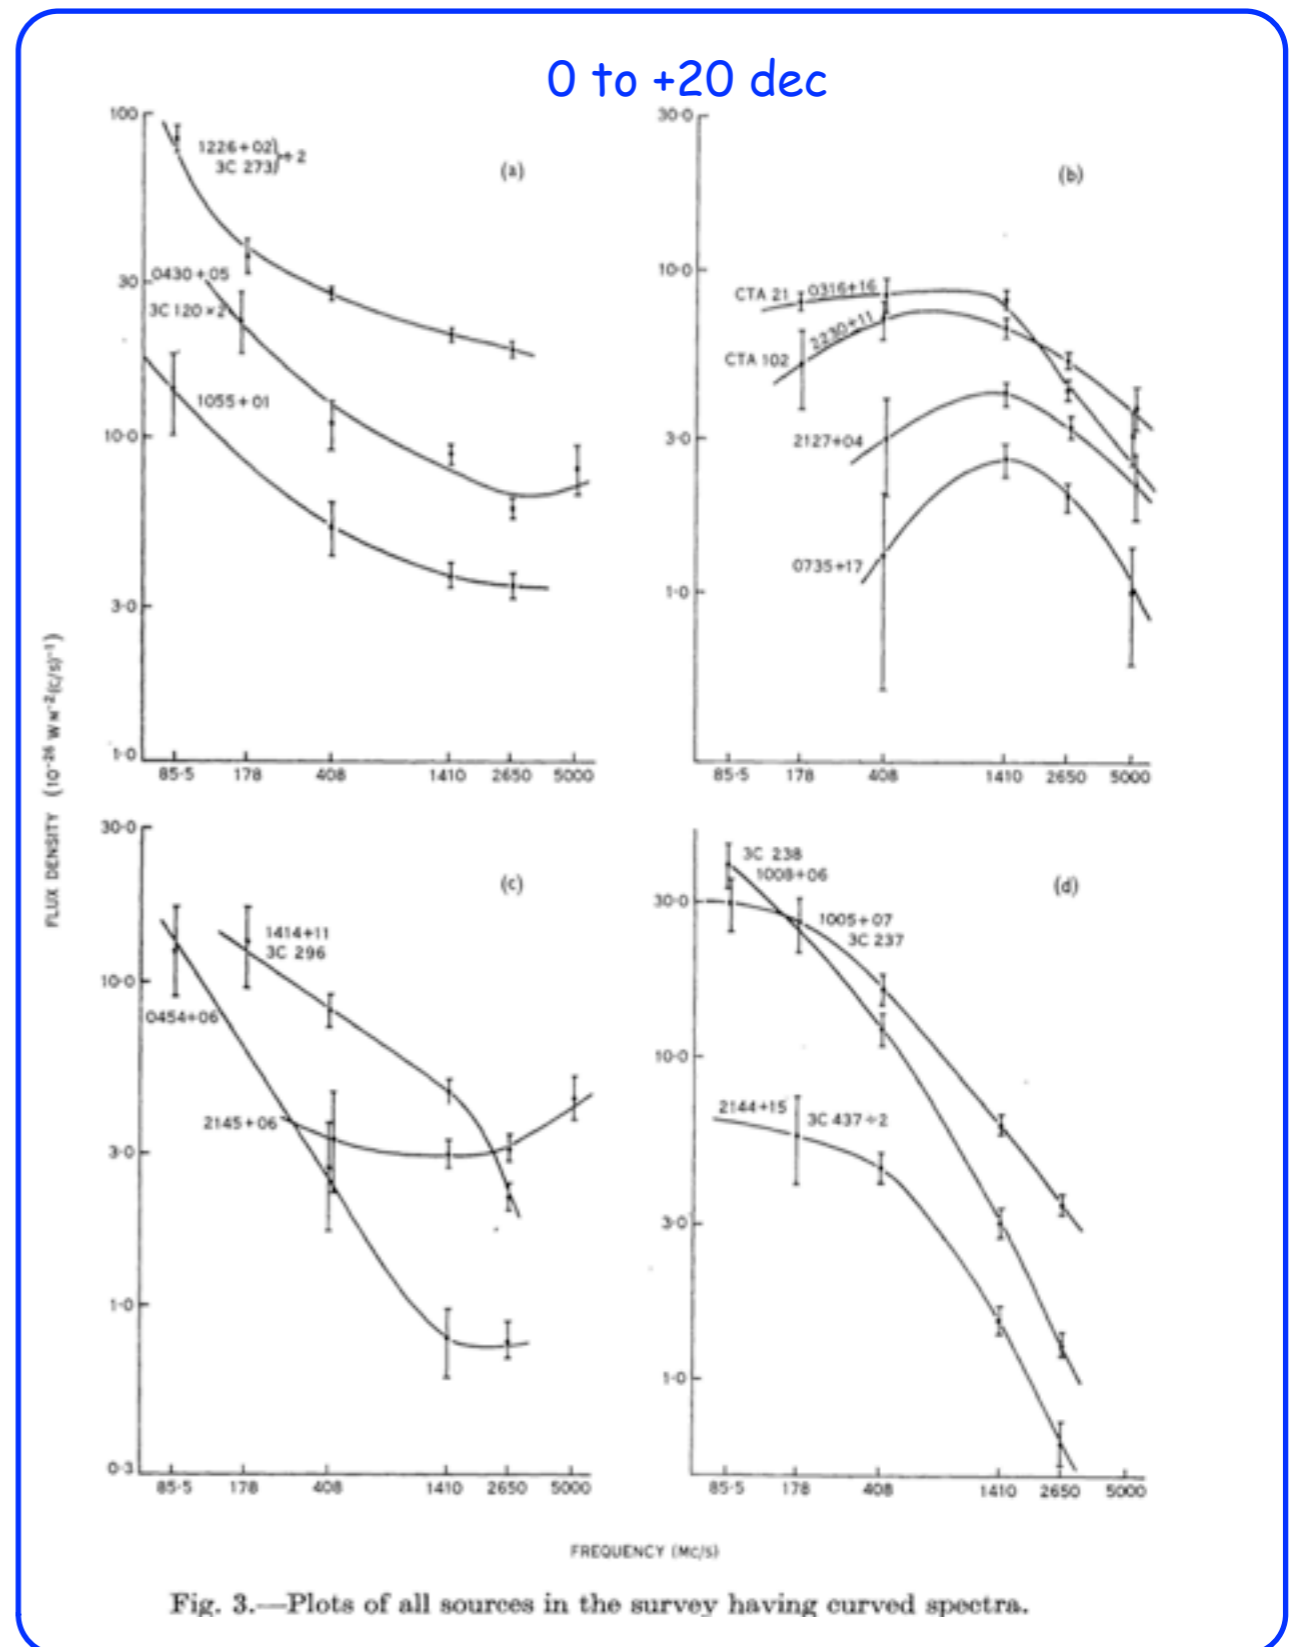 0 to +20 dec
100
30
10·0
3·0
1·0
1226+02
3C 273
÷2
(a)
0430+05
3C 120×2
1055+01
85·5 178 408 1410 2650 5000
30·0
10·0
3·0
1·0
(b)
CTA 21
0316+16
2230+11
CTA 102
2127+04
0735+17
85·5 178 408 1410 2650 5000
FLUX DENSITY (10⁻²⁶ W M⁻² (C/S)⁻¹)
30·0
10·0
3·0
1·0
0·3
(c)
1414+11
3C 296
0454+06
2145+06
85·5 178 408 1410 2650 5000
30·0
10·0
3·0
1·0
(d)
3C 238
1008+06
1005+07
3C 237
2144+15
3C 437÷2
85·5 178 408 1410 2650 5000
FREQUENCY (MC/S)
Fig. 3.—Plots of all sources in the survey having curved spectra.